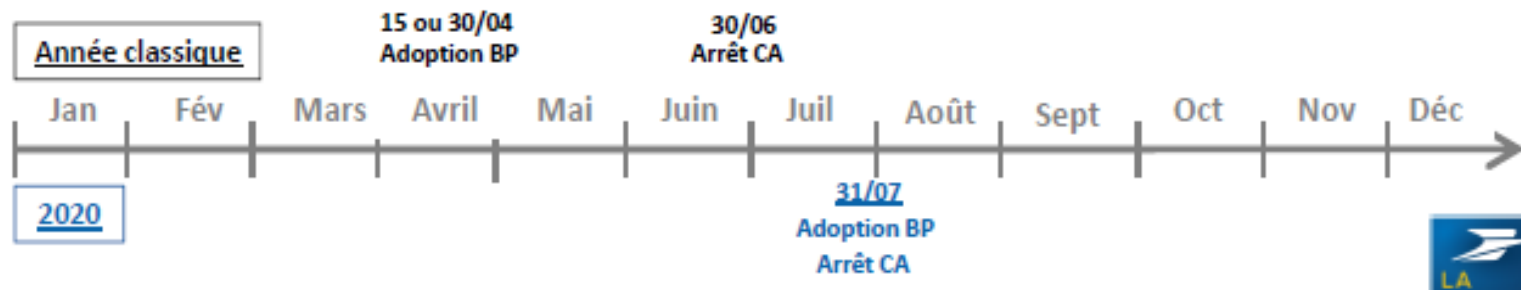 15 ou 30/04
Adoption BP
30/06
Arrêt CA
Année classique
Jan Fév Mars Avril Mai Juin Juil Août Sept Oct Nov Déc
2020
31/07
Adoption BP
Arrêt CA
LA